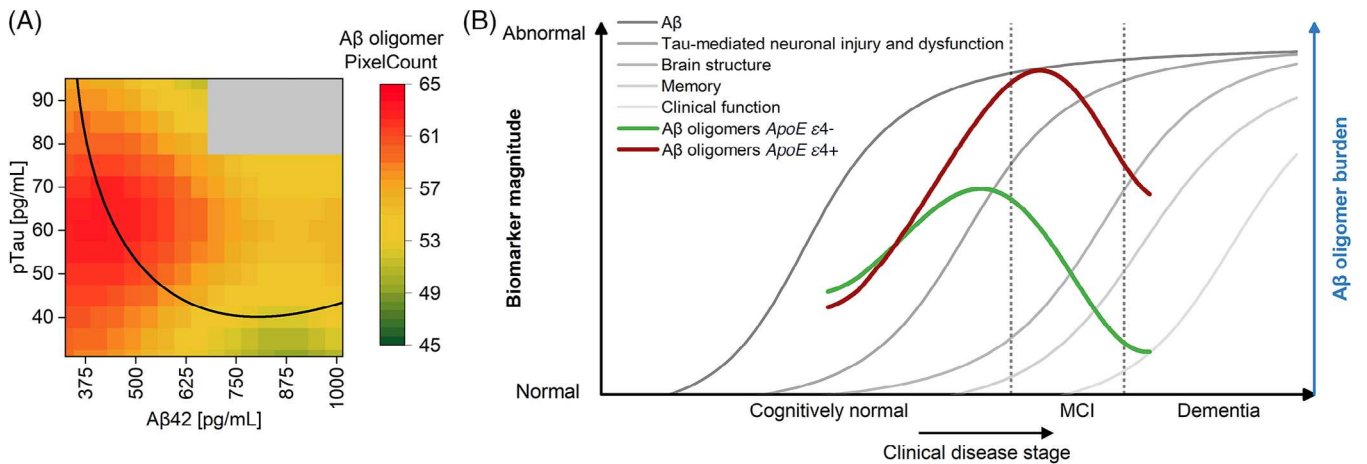 (A)
Aβ oligomer
PixelCount
pTau [pg/mL]
90
80
70
60
50
40
65
61
57
53
49
45
375
500
625
750
875
1000
Aβ42 [pg/mL]
(B)
Abnormal
Biomarker magnitude
Normal
Aβ
Tau-mediated neuronal injury and dysfunction
Brain structure
Memory
Clinical function
Aβ oligomers ApoE ε4-
Aβ oligomers ApoE ε4+
Aβ oligomer burden
Cognitively normal
MCI
Dementia
Clinical disease stage